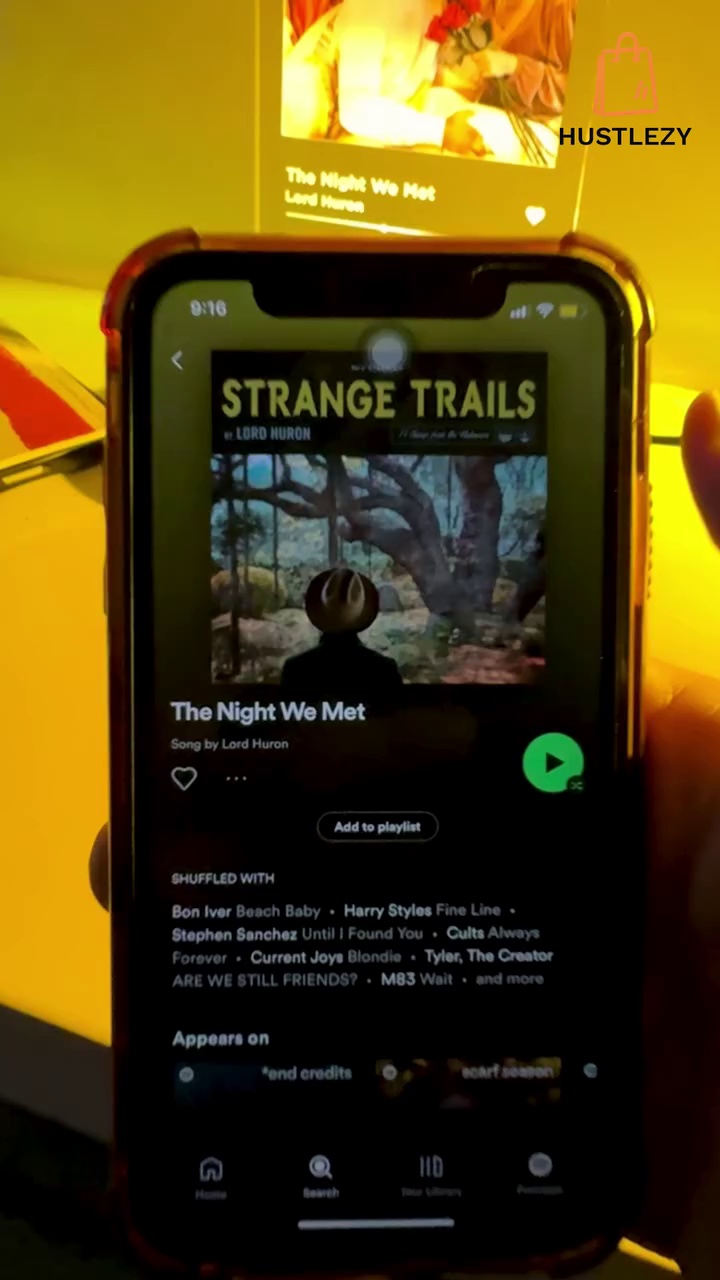 HUSTLEZY
The Night We Met
Lord Huron
9:16
STRANGE TRAILS
BY LORD HURON
The Night We Met
Song by Lord Huron
Add to playlist
SHUFFLED WITH
Bon Iver Beach Baby • Harry Styles Fine Line •
Stephen Sanchez Until I Found You • Cults Always
Forever • Current Joys Blondie • Tyler, The Creator
ARE WE STILL FRIENDS? • M83 Wait • and more
Appears on
*end credits
scarf season
Home
Search
Your Library
Premium